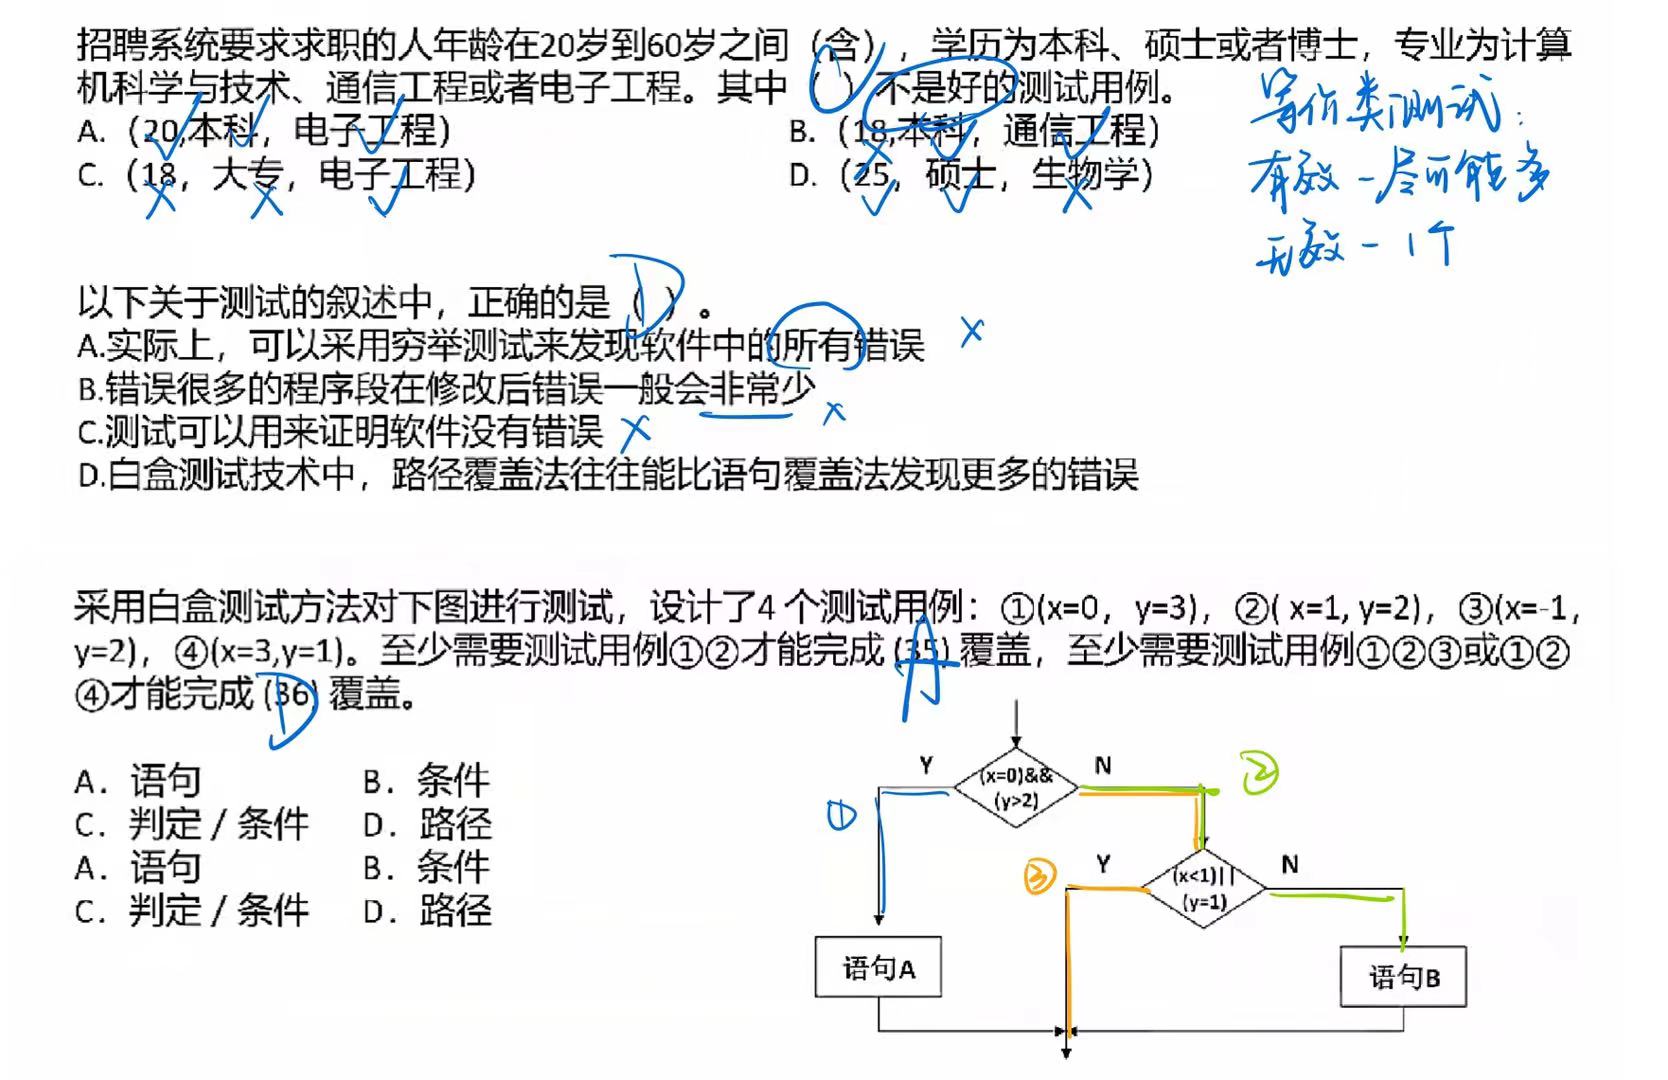 招聘系统要求求职的人年龄在20岁到60岁之间（含），学历为本科、硕士或者博士，专业为计算
机科学与技术、通信工程或者电子工程。其中（C）不是好的测试用例。
A.（20,本科，电子工程）
B.（18,本科，通信工程）
C.（18，大专，电子工程）
D.（25，硕士，生物学）
等价类测试：
有效-尽可能多
无效-1个
以下关于测试的叙述中，正确的是（D）。
A.实际上，可以采用穷举测试来发现软件中的所有错误
B.错误很多的程序段在修改后错误一般会非常少
C.测试可以用来证明软件没有错误
D.白盒测试技术中，路径覆盖法往往能比语句覆盖法发现更多的错误
采用白盒测试方法对下图进行测试，设计了4 个测试用例：①(x=0，y=3)，②( x=1, y=2)，③(x=-1,
y=2)，④(x=3,y=1)。至少需要测试用例①②才能完成 (35) 覆盖，至少需要测试用例①②③或①②
④才能完成 (36) 覆盖。
A
D
A．语句 B．条件
C．判定 / 条件 D．路径
A．语句 B．条件
C．判定 / 条件 D．路径
Y
(x=0)&&
(y>2)
N
②
①
③
Y
(x<1)||
(y=1)
N
语句A
语句B